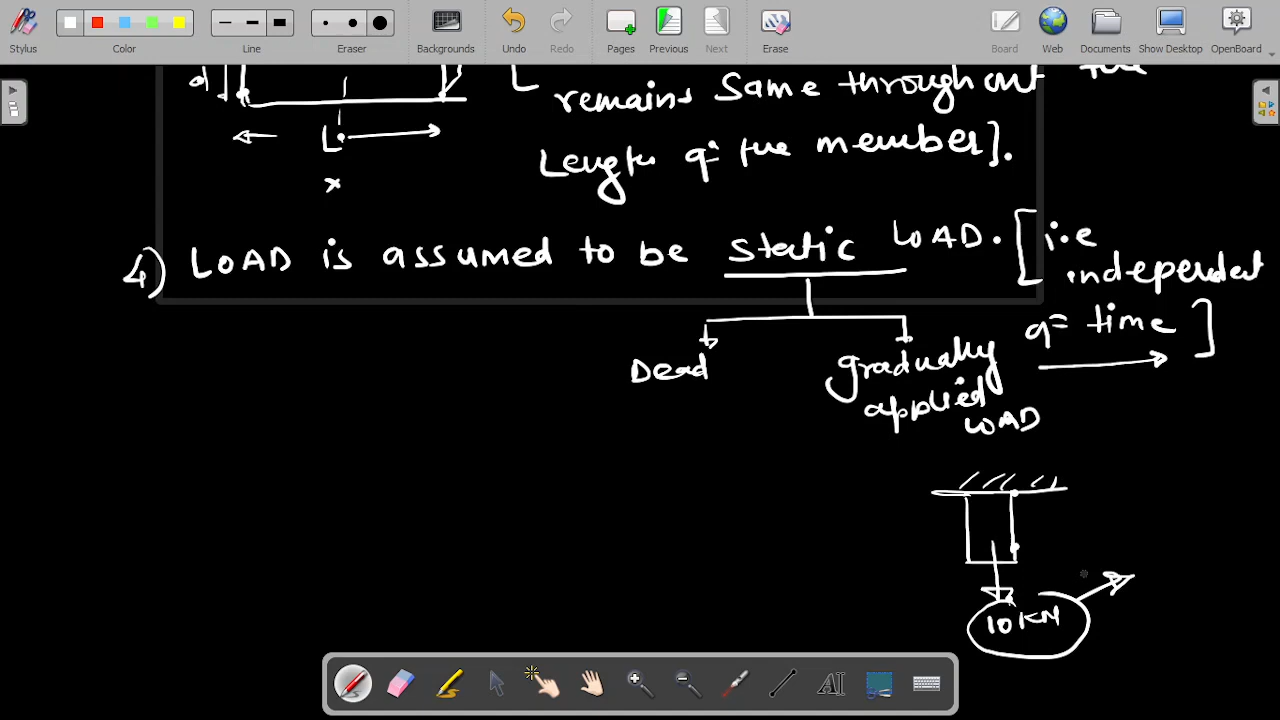 Stylus
Color
Line
Eraser
Backgrounds
Undo
Redo
Pages
Previous
Next
Erase
Board
Web
Documents
Show Desktop
OpenBoard
d
remains Same throughout the
L
Length of the member].
x
4) LOAD is assumed to be static LOAD. [i.e
independent
of time]
Dead
gradually
applied
LOAD
10 KN